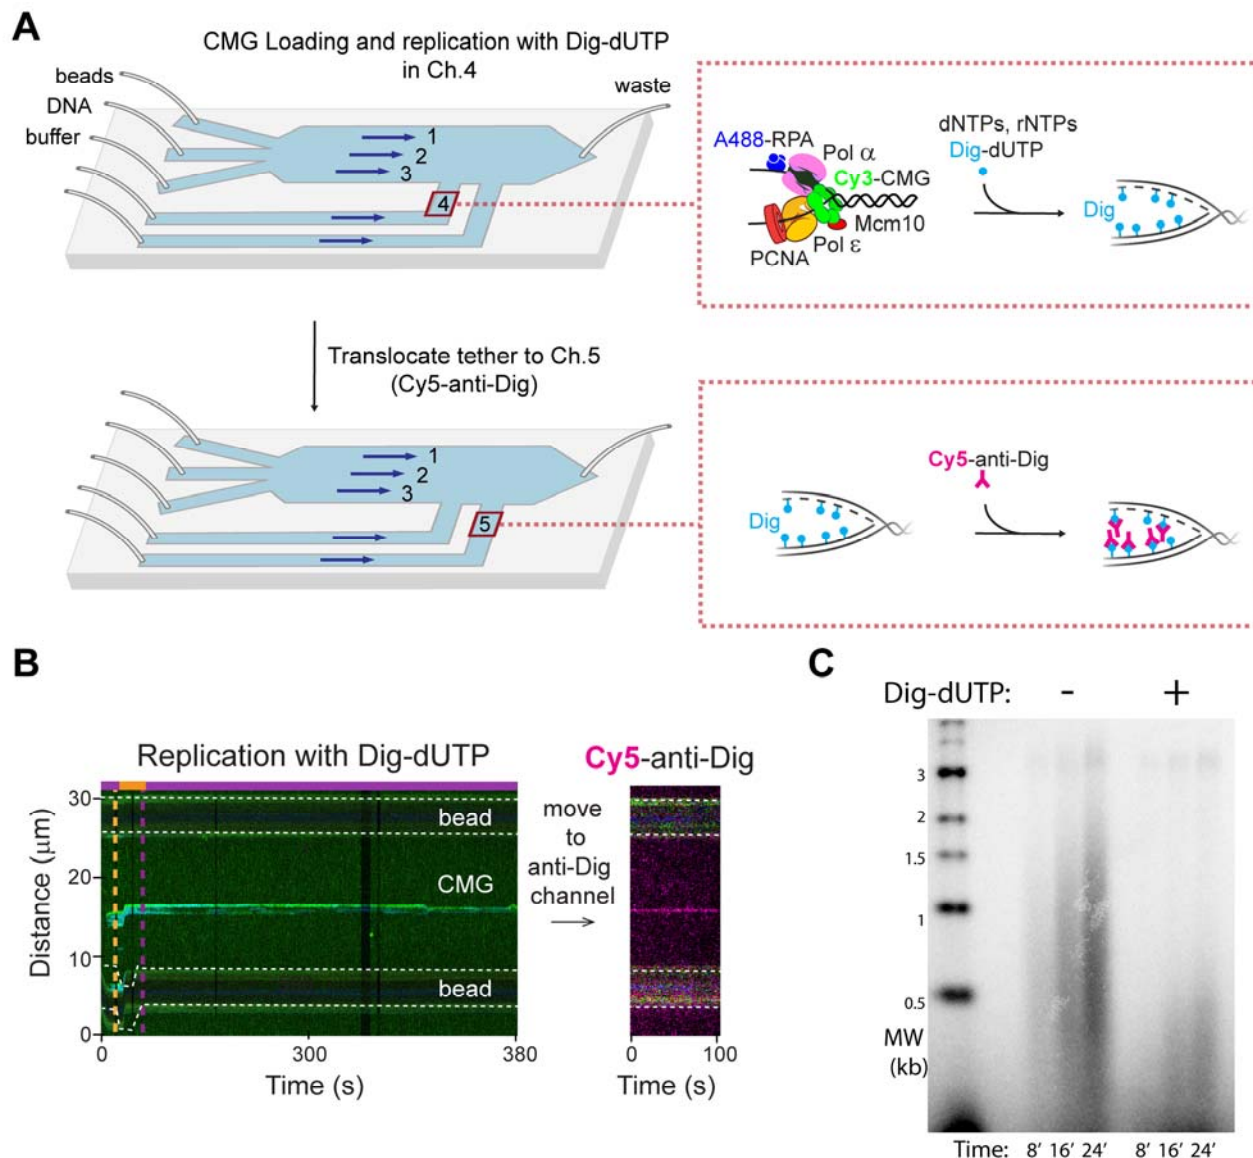 A
CMG Loading and replication with Dig-dUTP
in Ch.4
beads
DNA
buffer
waste
1
2
3
4
A488-RPA
Pol α
Cy3-CMG
Mcm10
Pol ε
PCNA
dNTPs, rNTPs
Dig-dUTP
Dig
Translocate tether to Ch.5
(Cy5-anti-Dig)
1
2
3
5
Dig
Cy5-anti-Dig
B
Replication with Dig-dUTP
Cy5-anti-Dig
30
20
10
0
Distance (μm)
bead
CMG
bead
move
to
anti-Dig
channel
0 300 380
Time (s)
0 100
Time (s)
C
Dig-dUTP: - +
3
2
1.5
1
0.5
MW
(kb)
Time: 8' 16' 24' 8' 16' 24'